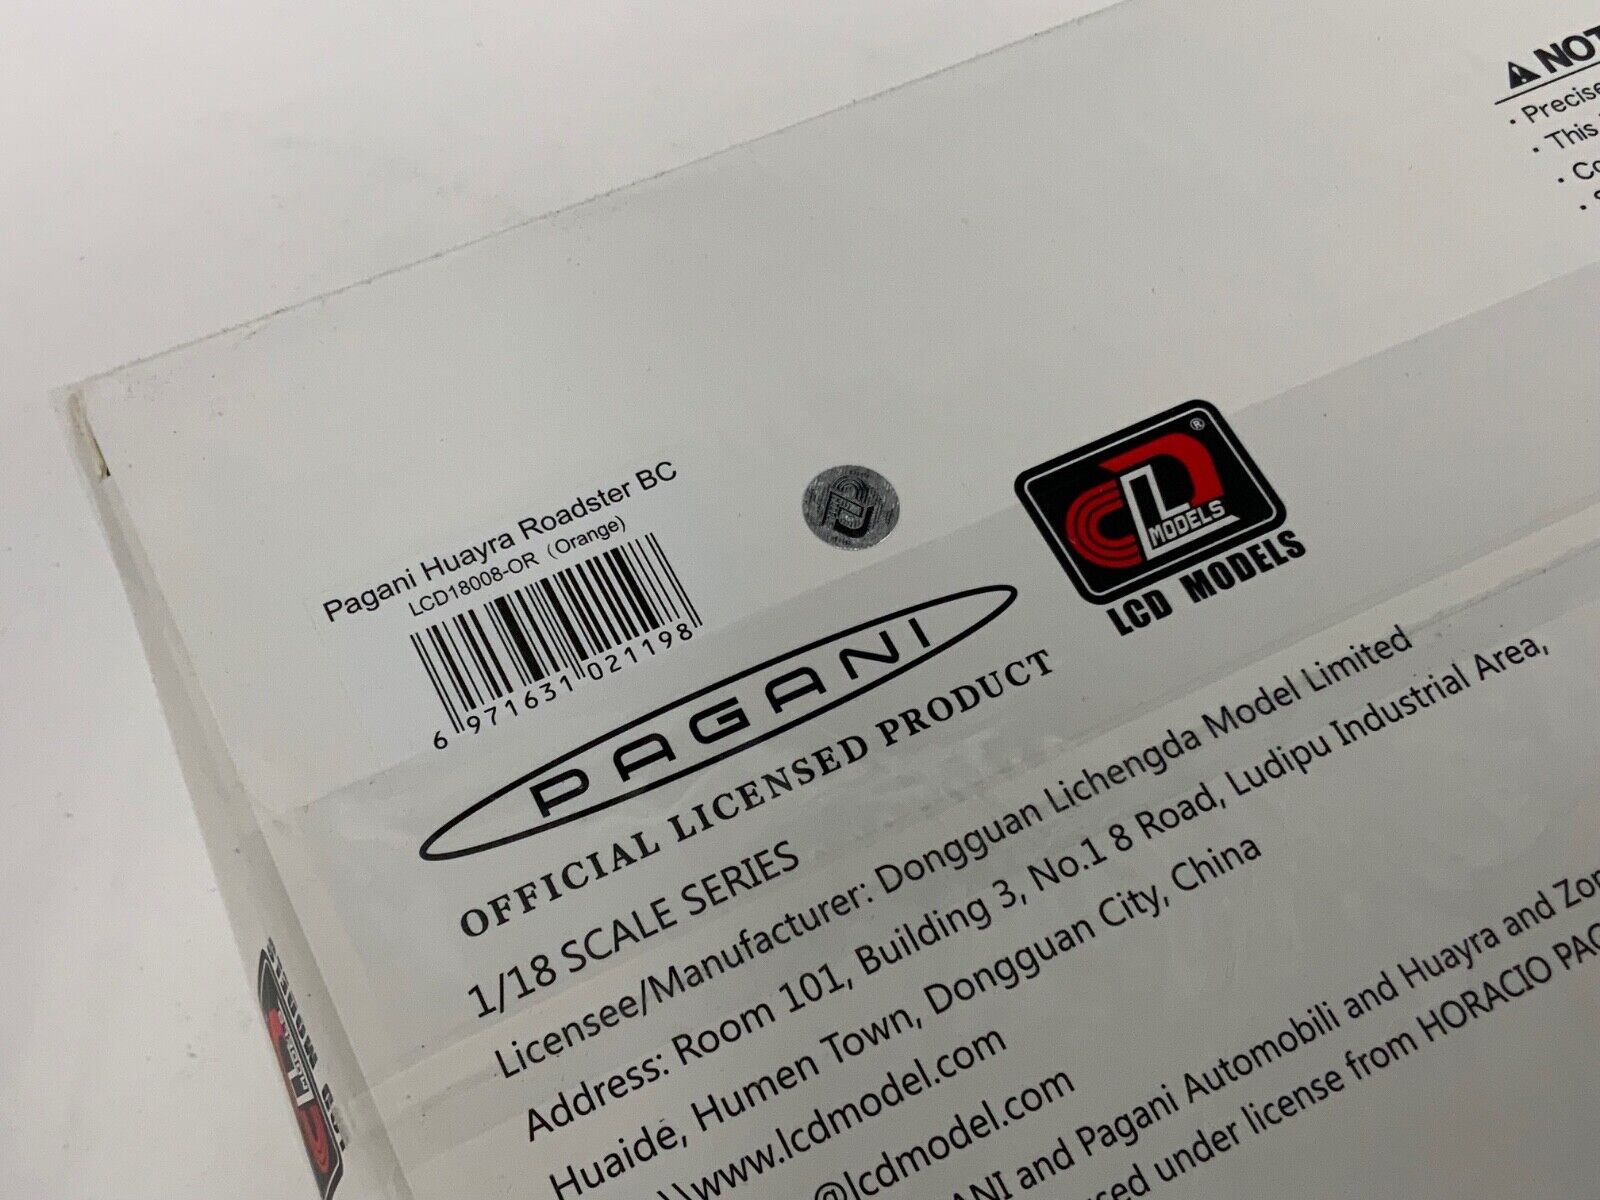 Pagani Huayra Roadster BC
LCD18008-OR (Orange)
6 971631 021198
PAGANI
OFFICIAL LICENSED PRODUCT
L
MODELS
®
LCD MODELS
1/18 SCALE SERIES
Licensee/Manufacturer: Dongguan Lichengda Model Limited
Address: Room 101, Building 3, No.1 8 Road, Ludipu Industrial Area,
Huaide, Humen Town, Dongguan City, China
\\www.lcdmodel.com
@lcdmodel.com
and Pagani Automobili and Huayra and
under license from HORACIO
Precise
This
LCD MODELS